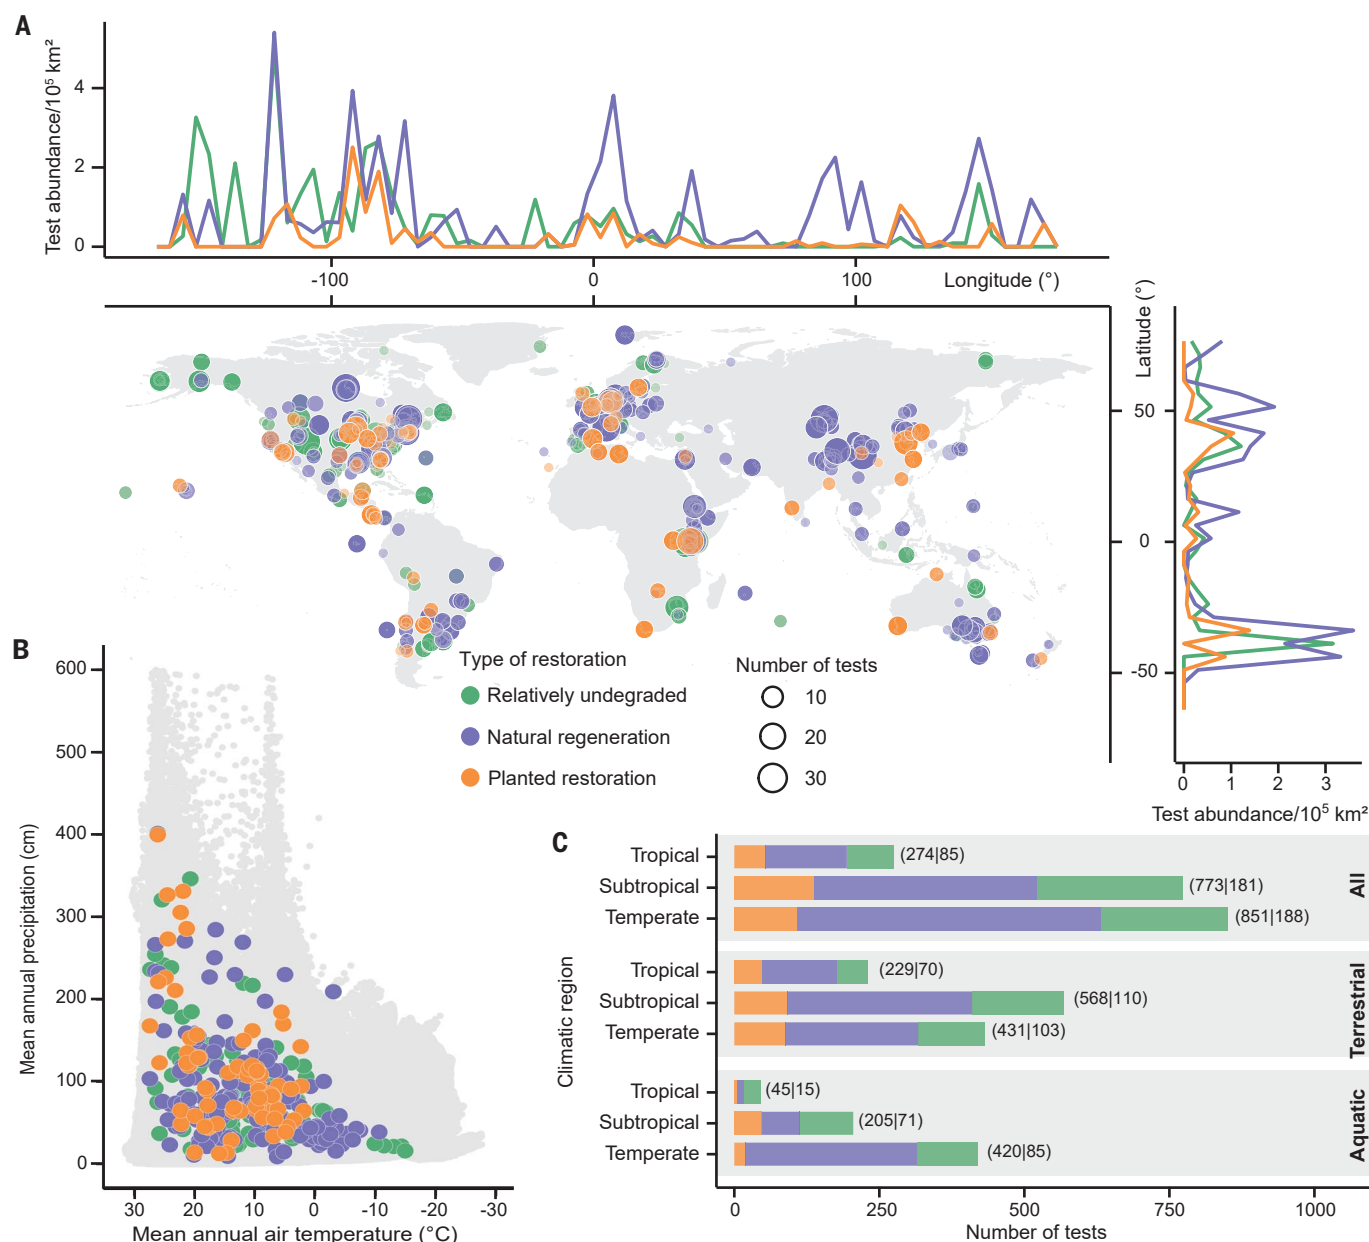 A
Test abundance/10⁵ km²
4
2
0
-100
0
100
Longitude (°)
Latitude (°)
50
0
-50
0
1
2
3
Test abundance/10⁵ km²
Type of restoration
Relatively undegraded
Natural regeneration
Planted restoration
Number of tests
10
20
30
B
Mean annual precipitation (cm)
600
500
400
300
200
100
0
30
20
10
0
-10
-20
-30
Mean annual air temperature (°C)
C
Climatic region
Tropical
(274|85)
Subtropical
(773|181)
Temperate
(851|188)
All
Tropical
(229|70)
Subtropical
(568|110)
Temperate
(431|103)
Terrestrial
Tropical
(45|15)
Subtropical
(205|71)
Temperate
(420|85)
Aquatic
0
250
500
750
1000
Number of tests